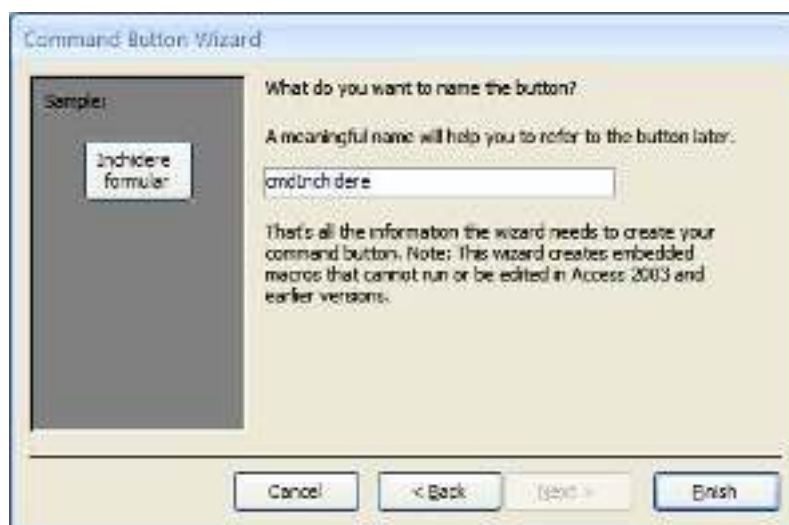 Command Button Wizard
Sample:
Inchidere
formular
What do you want to name the button?
A meaningful name will help you to refer to the button later.
cmdInchidere
That's all the information the wizard needs to create your
command button. Note: This wizard creates embedded
macros that cannot run or be edited in Access 2003 and
earlier versions.
Cancel
< Back
Next >
Finish